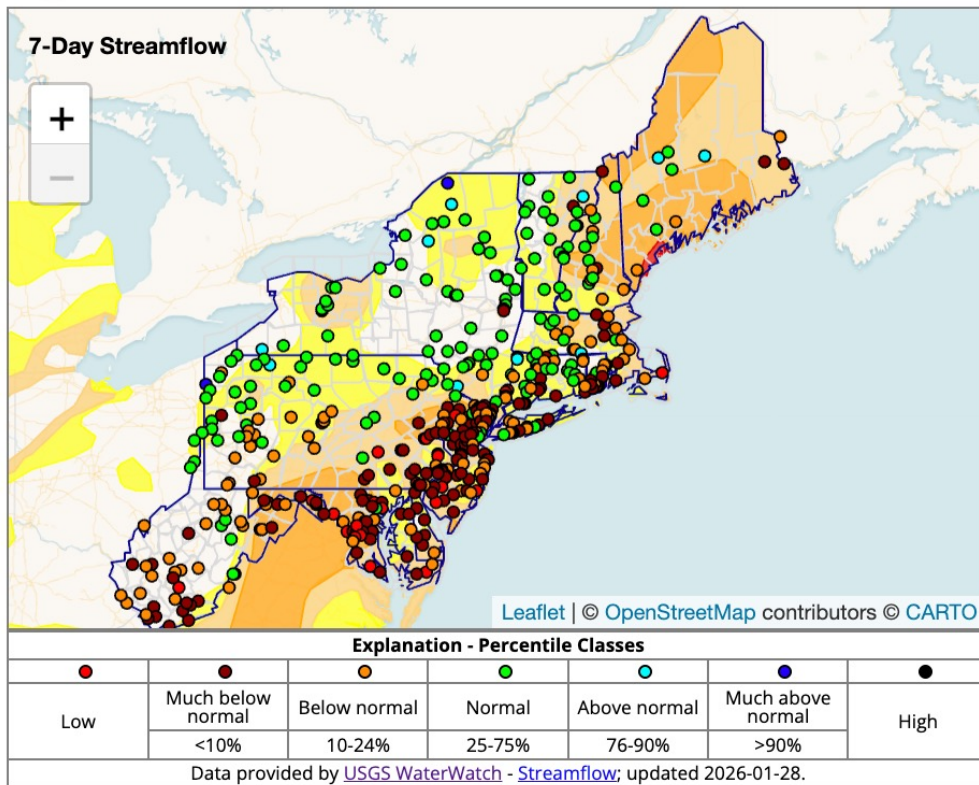 7-Day Streamflow
+
−
Leaflet | © OpenStreetMap contributors © CARTO
Explanation - Percentile Classes
Low
Much below
normal
Below normal
Normal
Above normal
Much above
normal
High
<10%
10-24%
25-75%
76-90%
>90%
Data provided by USGS WaterWatch - Streamflow; updated 2026-01-28.